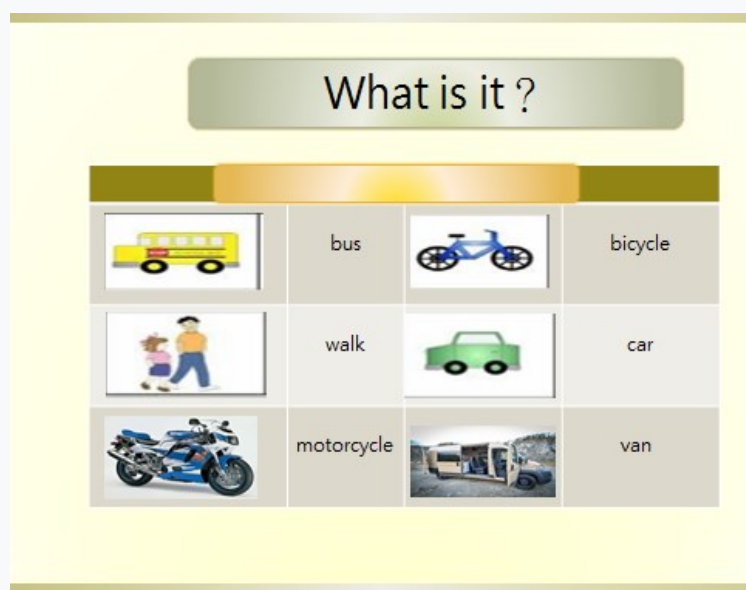 What is it？
bus
bicycle
walk
car
motorcycle
van